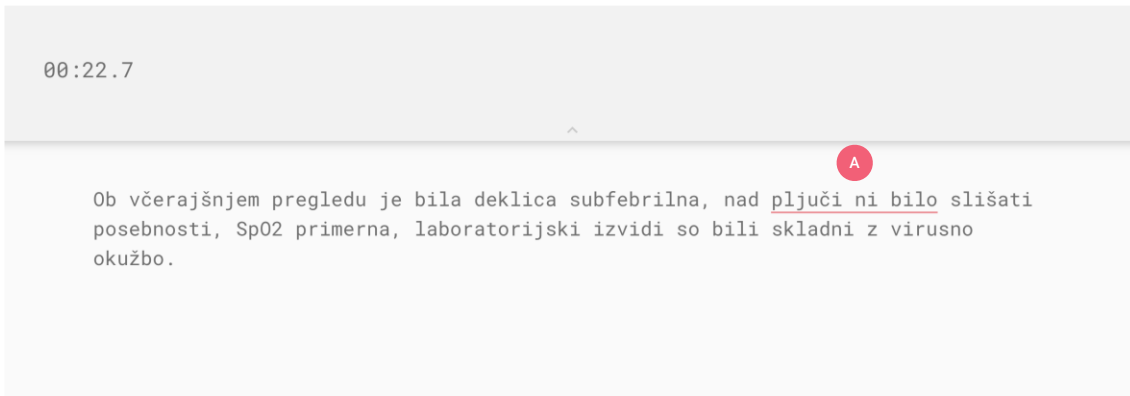 00:22.7
A
Ob včerajšnjem pregledu je bila deklica subfebrilna, nad pljuči ni bilo slišati
posebnosti, SpO2 primerna, laboratorijski izvidi so bili skladni z virusno
okužbo.